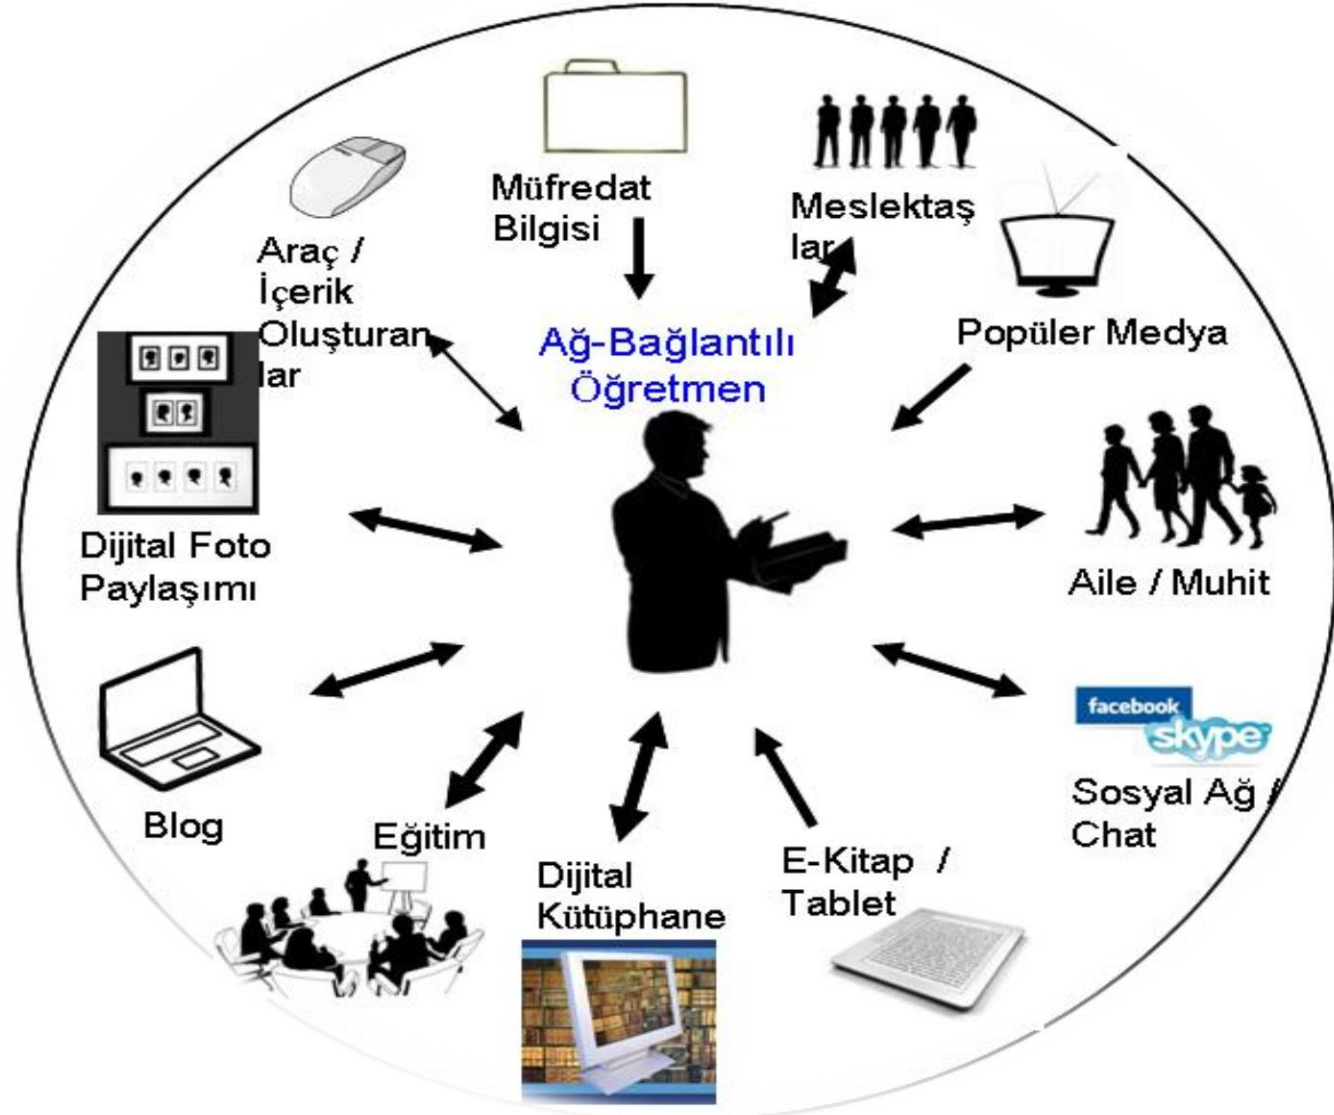 Müfredat
Bilgisi
Meslektaş
lar
Araç /
İçerik
Oluşturan
lar
Popüler Medya
Ağ-Bağlantılı
Öğretmen
Dijital Foto
Paylaşımı
Aile / Muhit
facebook
skype
Sosyal Ağ /
Chat
Blog
Eğitim
Dijital
Kütüphane
E-Kitap /
Tablet